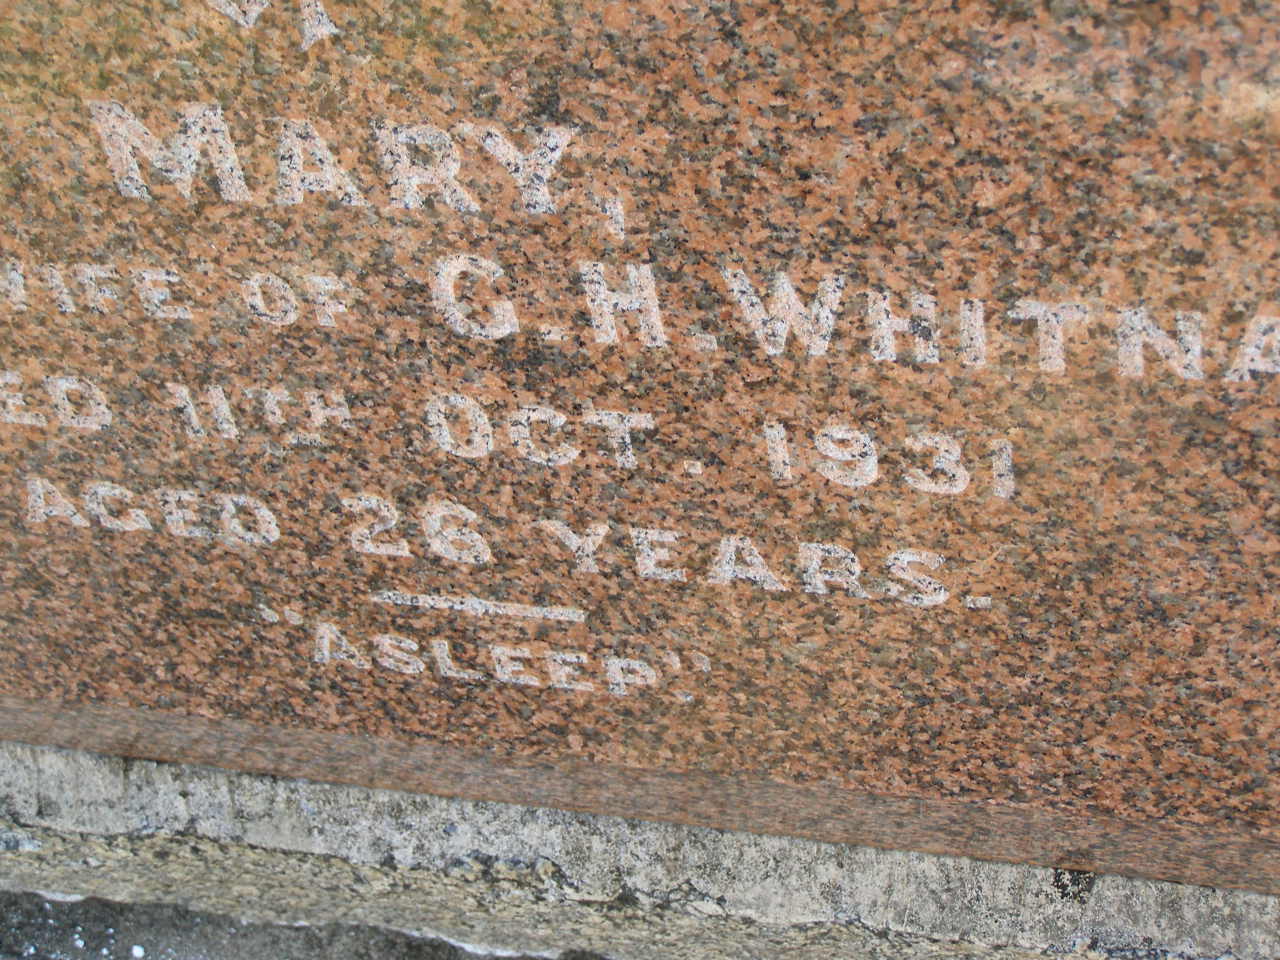 MARY,
WIFE OF G. H. WHITNA
ED 11TH OCT. 1931
AGED 26 YEARS.
"ASLEEP".